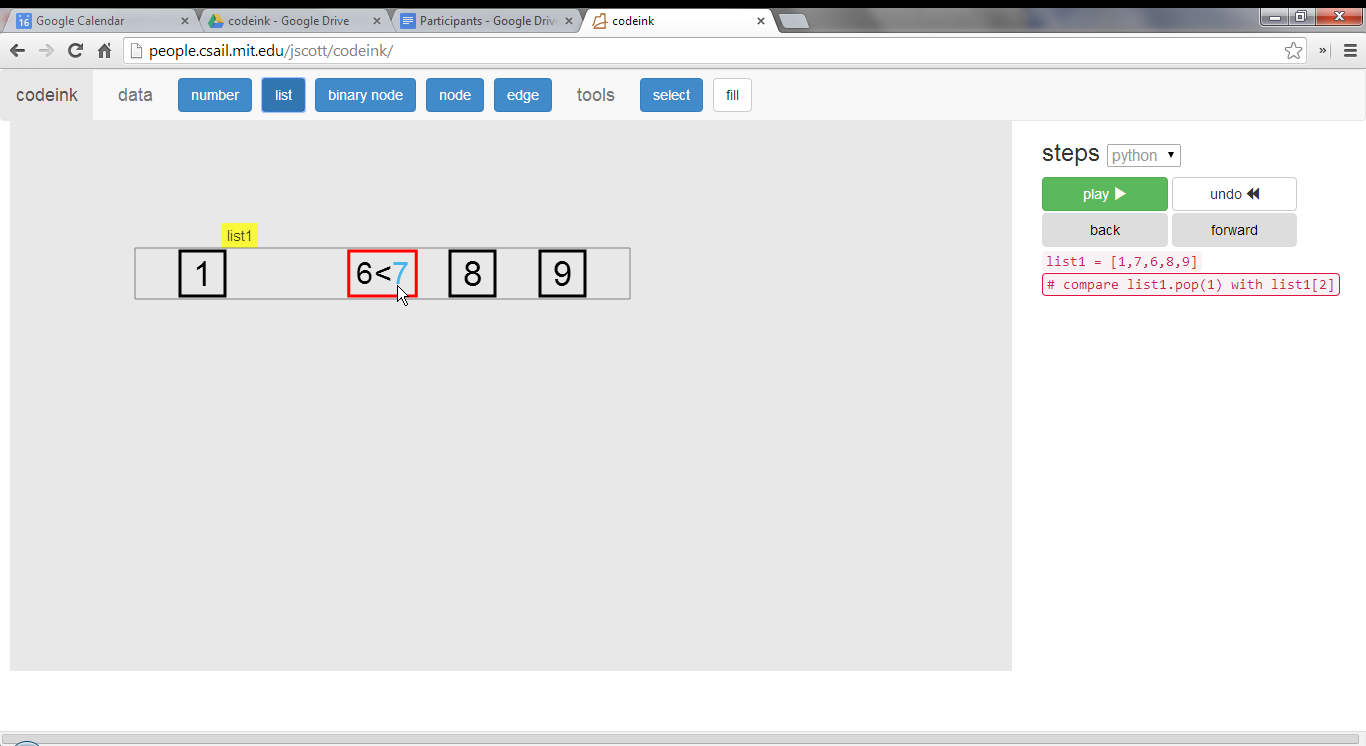 16 Google Calendar × codeink - Google Drive × Participants - Google Driv × codeink ×
people.csail.mit.edu/jscott/codeink/ »
codeink data number list binary node node edge tools select fill
steps python ▼
play ▶ undo ◀◀
back forward
list1 = [1,7,6,8,9]
# compare list1.pop(1) with list1[2]
list1
1 6<7 8 9